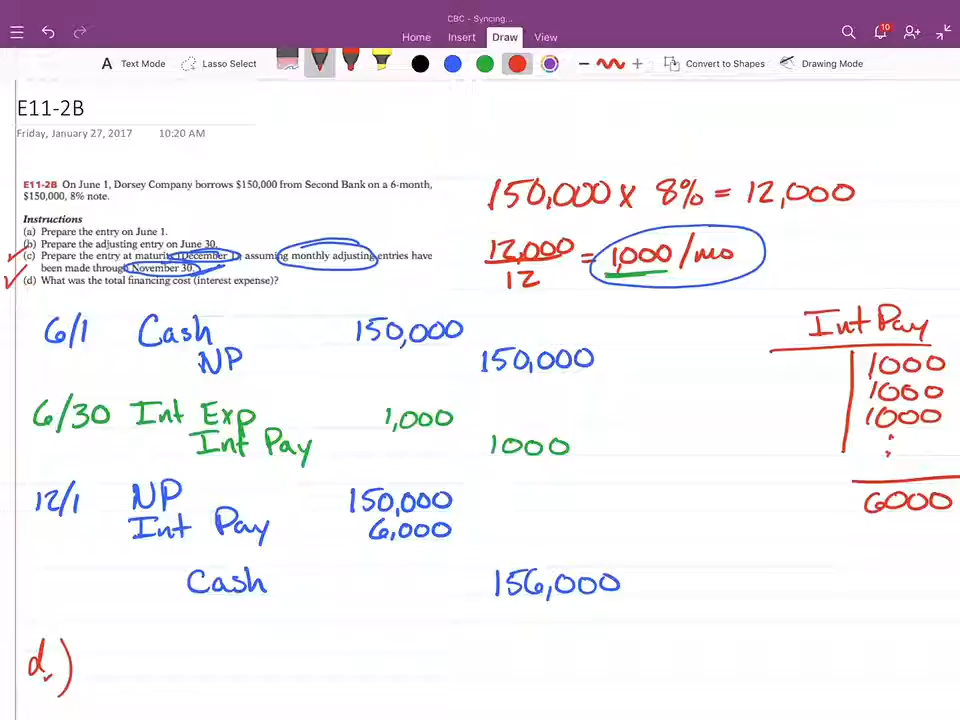 CBC - Syncing...
Home Insert Draw View
10
Text Mode Lasso Select Convert to Shapes Drawing Mode
E11-2B
Friday, January 27, 2017 10:20 AM
E11-2B On June 1, Dorsey Company borrows $150,000 from Second Bank on a 6-month,
$150,000, 8% note.
Instructions
(a) Prepare the entry on June 1.
(b) Prepare the adjusting entry on June 30.
(c) Prepare the entry at maturity (December 1), assuming monthly adjusting entries have
been made through November 30.
(d) What was the total financing cost (interest expense)?
150,000 x 8% = 12,000
12,000
12
= 1,000 /mo
6/1 Cash 150,000
NP 150,000
6/30 Int Exp 1,000
Int Pay 1000
12/1 NP 150,000
Int Pay 6,000
Cash 156,000
Int Pay
1000
1000
1000
6000
d.)